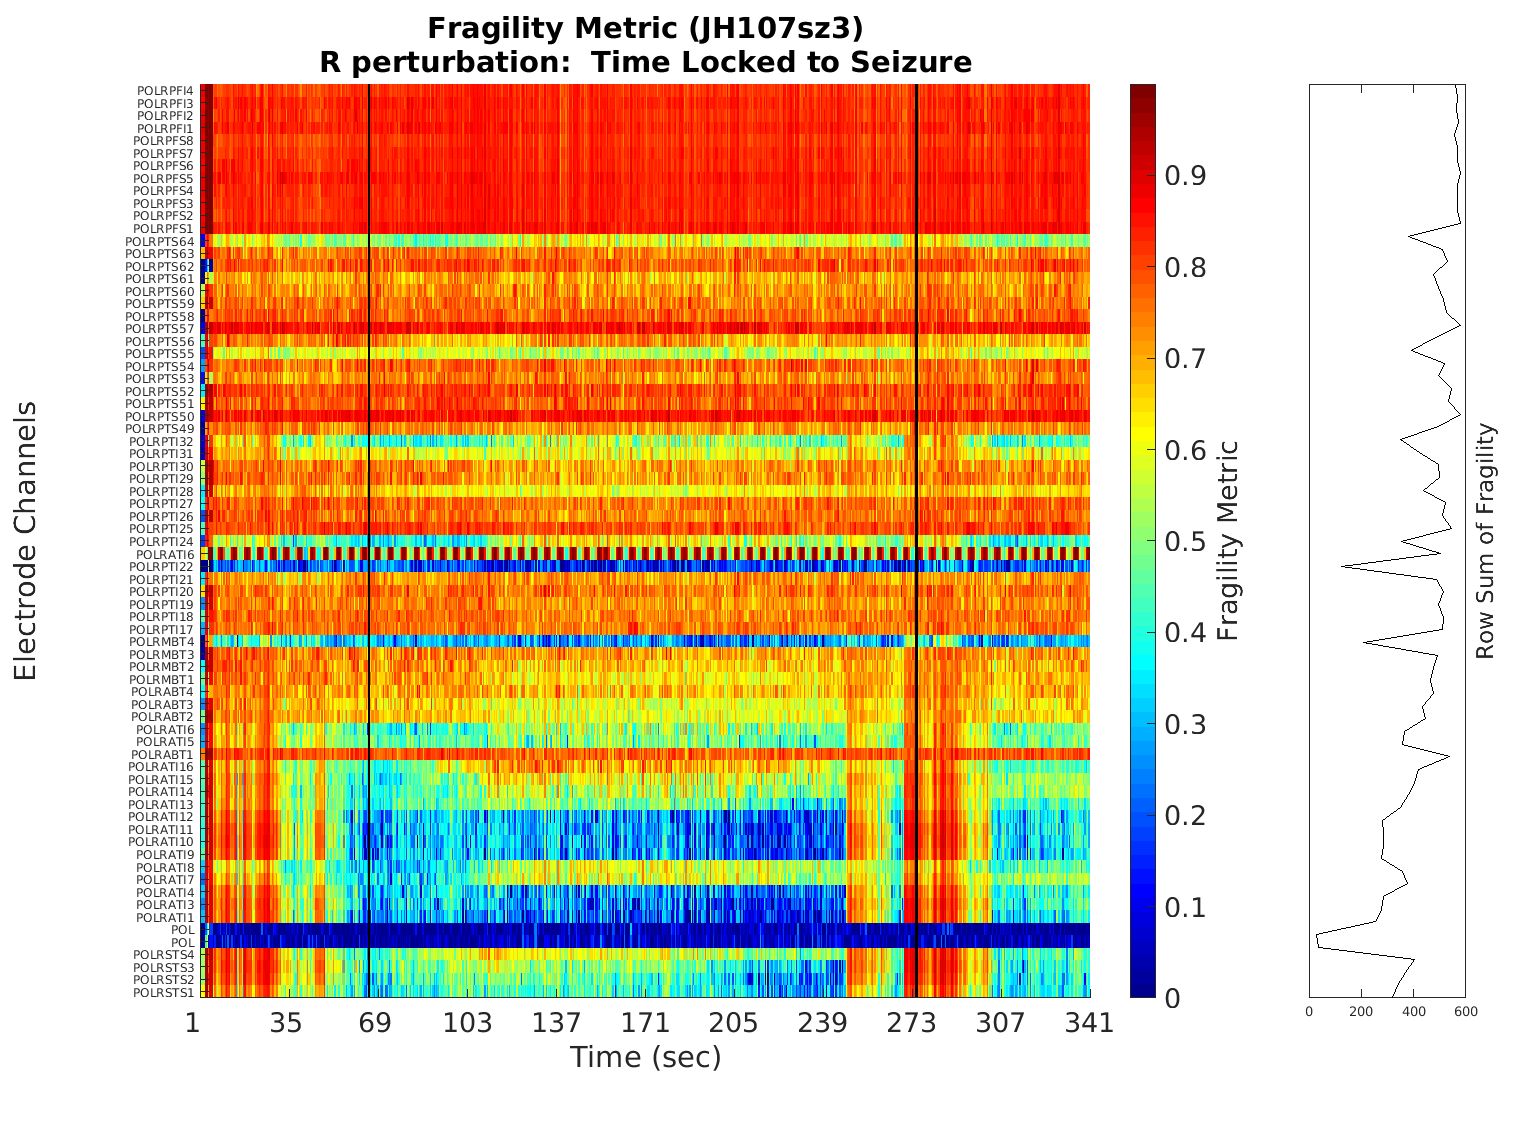 Fragility Metric (JH107sz3)
R perturbation:  Time Locked to Seizure
Electrode Channels
POLRPFI4
POLRPFI3
POLRPFI2
POLRPFI1
POLRPFS8
POLRPFS7
POLRPFS6
POLRPFS5
POLRPFS4
POLRPFS3
POLRPFS2
POLRPFS1
POLRPTS64
POLRPTS63
POLRPTS62
POLRPTS61
POLRPTS60
POLRPTS59
POLRPTS58
POLRPTS57
POLRPTS56
POLRPTS55
POLRPTS54
POLRPTS53
POLRPTS52
POLRPTS51
POLRPTS50
POLRPTS49
POLRPTI32
POLRPTI31
POLRPTI30
POLRPTI29
POLRPTI28
POLRPTI27
POLRPTI26
POLRPTI25
POLRPTI24
POLRATI6
POLRPTI22
POLRPTI21
POLRPTI20
POLRPTI19
POLRPTI18
POLRPTI17
POLRMBT4
POLRMBT3
POLRMBT2
POLRMBT1
POLRABT4
POLRABT3
POLRABT2
POLRATI6
POLRATI5
POLRABT1
POLRATI16
POLRATI15
POLRATI14
POLRATI13
POLRATI12
POLRATI11
POLRATI10
POLRATI9
POLRATI8
POLRATI7
POLRATI4
POLRATI3
POLRATI1
POL
POL
POLRSTS4
POLRSTS3
POLRSTS2
POLRSTS1
1 35 69 103 137 171 205 239 273 307 341
Time (sec)
0.9
0.8
0.7
0.6
0.5
0.4
0.3
0.2
0.1
0
Fragility Metric
0 200 400 600
Row Sum of Fragility